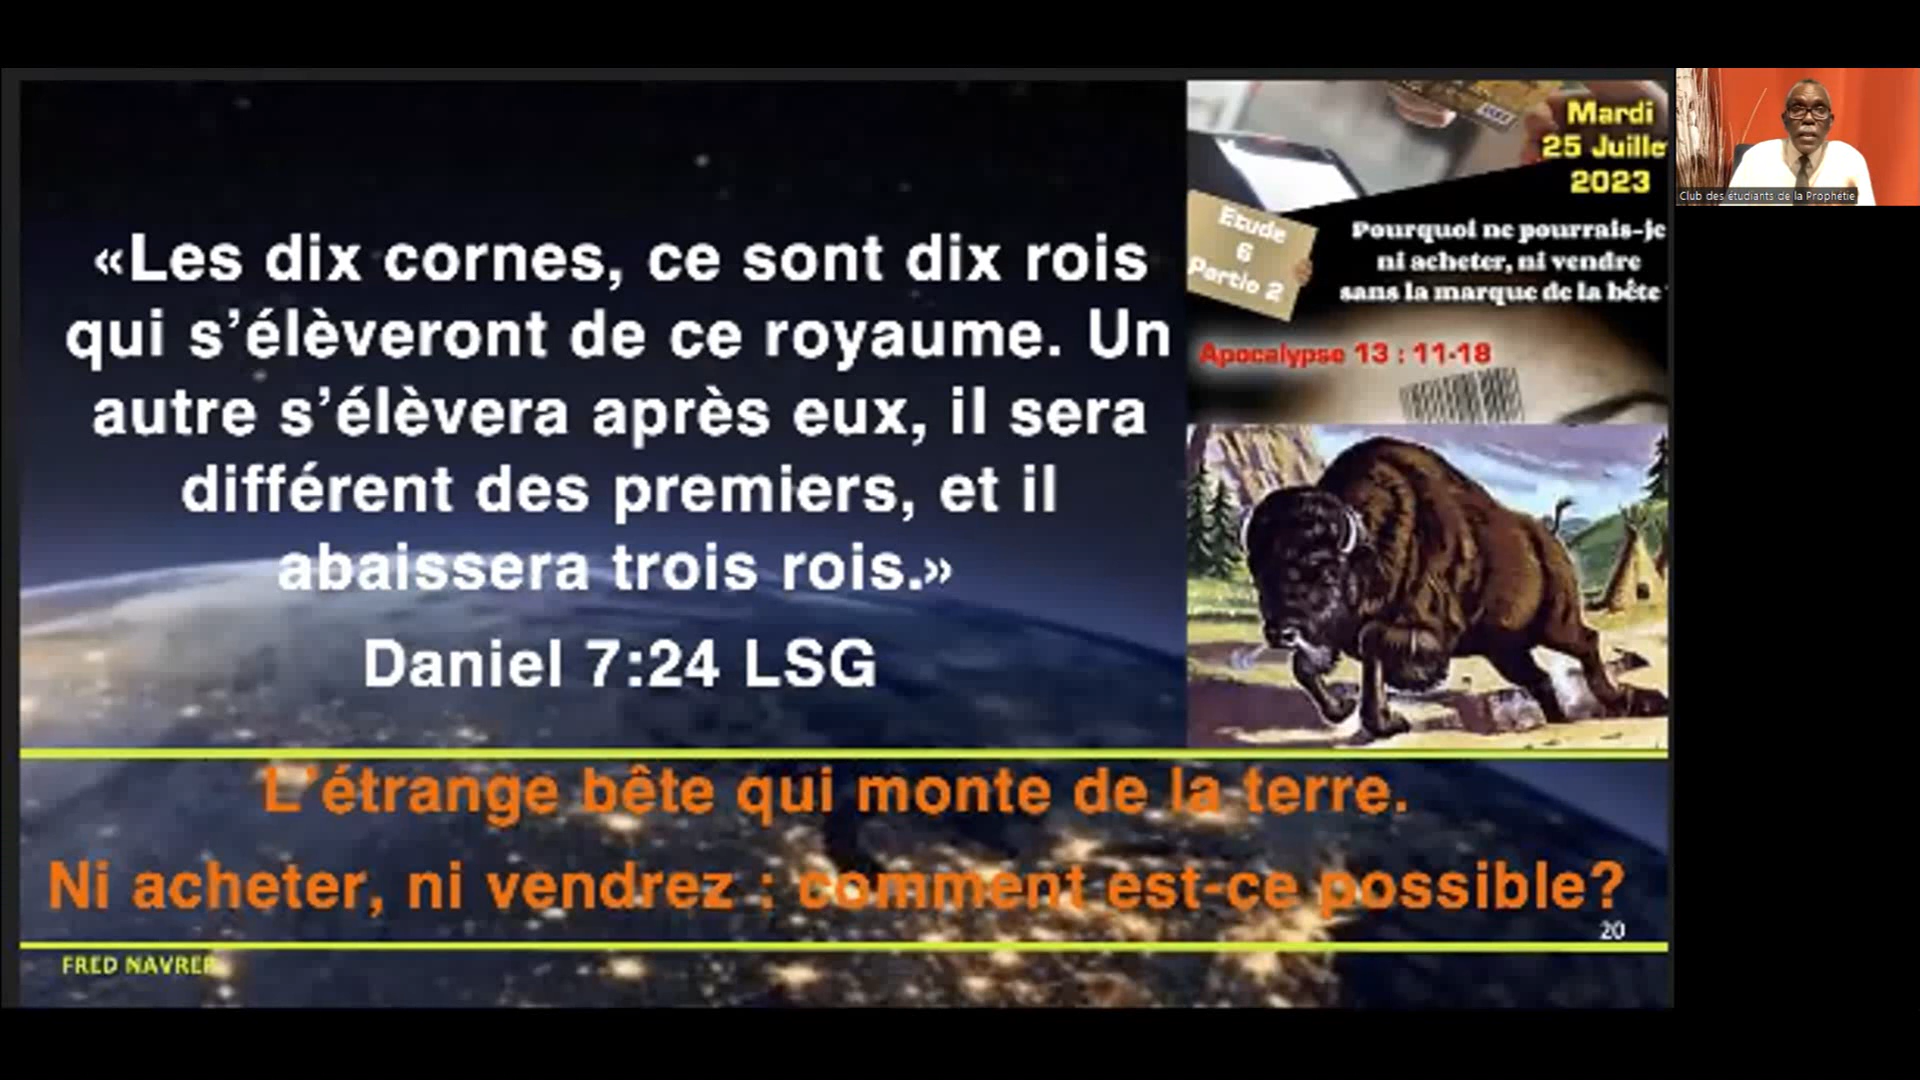 «Les dix cornes, ce sont dix rois
qui s’élèveront de ce royaume. Un
autre s’élèvera après eux, il sera
différent des premiers, et il
abaissera trois rois.»
Daniel 7:24 LSG
Mardi
25 Juille
2023
Etude
6
Partie 2
Pourquoi ne pourrais-je
ni acheter, ni vendre
sans la marque de la bête
Apocalypse 13 : 11-18
L’étrange bête qui monte de la terre.
Ni acheter, ni vendrez : comment est-ce possible?
20
FRED NAVRER
Club des étudiants de la Prophétie